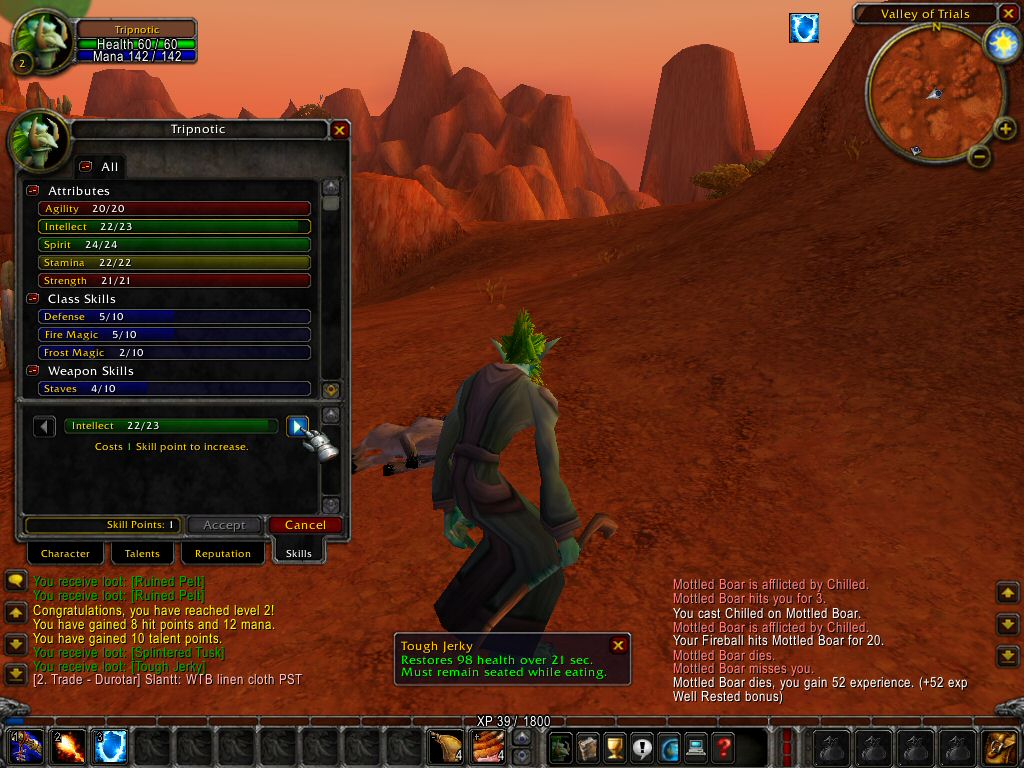 Tripnotic
Health 60 / 60
Mana 142 / 142
2
Valley of Trials
N
Tripnotic
All
Attributes
Agility 20/20
Intellect 22/23
Spirit 24/24
Stamina 22/22
Strength 21/21
Class Skills
Defense 5/10
Fire Magic 5/10
Frost Magic 2/10
Weapon Skills
Staves 4/10
Intellect 22/23
Costs 1 Skill point to increase.
Skill Points: 1
Accept
Cancel
Character
Talents
Reputation
Skills
You receive loot: [Ruined Pelt]
You receive loot: [Ruined Pelt]
Congratulations, you have reached level 2!
You have gained 8 hit points and 12 mana.
You have gained 10 talent points.
You receive loot: [Splintered Tusk]
You receive loot: [Tough Jerky]
[2. Trade - Durotar] Slantt: WTB linen cloth PST
Tough Jerky
Restores 98 health over 21 sec.
Must remain seated while eating.
Mottled Boar is afflicted by Chilled.
Mottled Boar hits you for 3.
You cast Chilled on Mottled Boar.
Mottled Boar is afflicted by Chilled.
Your Fireball hits Mottled Boar for 20.
Mottled Boar dies.
Mottled Boar misses you.
Mottled Boar dies, you gain 52 experience. (+52 exp
Well Rested bonus)
XP 39 / 1800
1
2
3
4
4